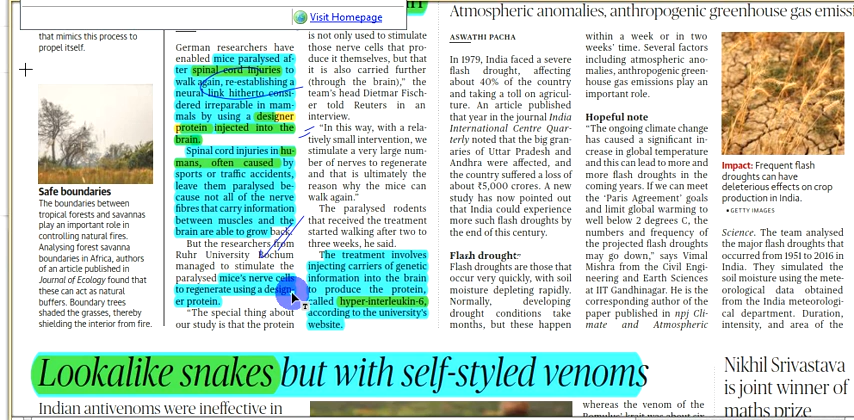 Visit Homepage
that mimics this process to
propel itself.
Safe boundaries
The boundaries between
tropical forests and savannas
play an important role in
controlling natural fires.
Analysing forest savanna
boundaries in Africa, authors
of an article published in
Journal of Ecology found that
these can act as natural
buffers. Boundary trees
shaded the grasses, thereby
shielding the interior from fire.
German researchers have
enabled mice paralysed af-
ter spinal cord injuries to
walk again, re-establishing a
neural link hitherto consi-
dered irreparable in mam-
mals by using a designer
protein injected into the
brain.
Spinal cord injuries in hu-
mans, often caused by
sports or traffic accidents,
leave them paralysed be-
cause not all of the nerve
fibres that carry information
between muscles and the
brain are able to grow back.
But the researchers from
Ruhr University Bochum
managed to stimulate the
paralysed mice's nerve cells
to regenerate using a design-
er protein.
"The special thing about
our study is that the protein
is not only used to stimulate
those nerve cells that pro-
duce it themselves, but that
it is also carried further
(through the brain)," the
team's head Dietmar Fisch-
er told Reuters in an
interview.
"In this way, with a rela-
tively small intervention, we
stimulate a very large num-
ber of nerves to regenerate
and that is ultimately the
reason why the mice can
walk again."
The paralysed rodents
that received the treatment
started walking after two to
three weeks, he said.
The treatment involves
injecting carriers of genetic
information into the brain
to produce the protein,
called hyper-interleukin-6,
according to the university's
website.
Atmospheric anomalies, anthropogenic greenhouse gas emissi
ASWATHI PACHA
In 1979, India faced a severe
flash drought, affecting
about 40% of the country
and taking a toll on agricul-
ture. An article published
that year in the journal India
International Centre Quar-
terly noted that the big gran-
aries of Uttar Pradesh and
Andhra were affected, and
the country suffered a loss of
about ₹5,000 crores. A new
study has now pointed out
that India could experience
more such flash droughts by
the end of this century.
Flash drought
Flash droughts are those that
occur very quickly, with soil
moisture depleting rapidly.
Normally, developing
drought conditions take
months, but these happen
within a week or in two
weeks' time. Several factors
including atmospheric ano-
malies, anthropogenic green-
house gas emissions play an
important role.
Hopeful note
"The ongoing climate change
has caused a significant in-
crease in global temperature
and this can lead to more and
more flash droughts in the
coming years. If we can meet
the 'Paris Agreement' goals
and limit global warming to
well below 2 degrees C, the
numbers and frequency of
the projected flash droughts
may go down," says Vimal
Mishra from the Civil Engi-
neering and Earth Sciences
at IIT Gandhinagar. He is the
corresponding author of the
paper published in npj Cli-
mate and Atmospheric
Impact: Frequent flash
droughts can have
deleterious effects on crop
production in India.
• GETTY IMAGES
Science. The team analysed
the major flash droughts that
occurred from 1951 to 2016 in
India. They simulated the
soil moisture using the mete-
orological data obtained
from the India meteorologi-
cal department. Duration,
intensity, and area of the
Lookalike snakes but with self-styled venoms
Indian antivenoms were ineffective in
whereas the venom of the
Nikhil Srivastava
is joint winner of
maths prize